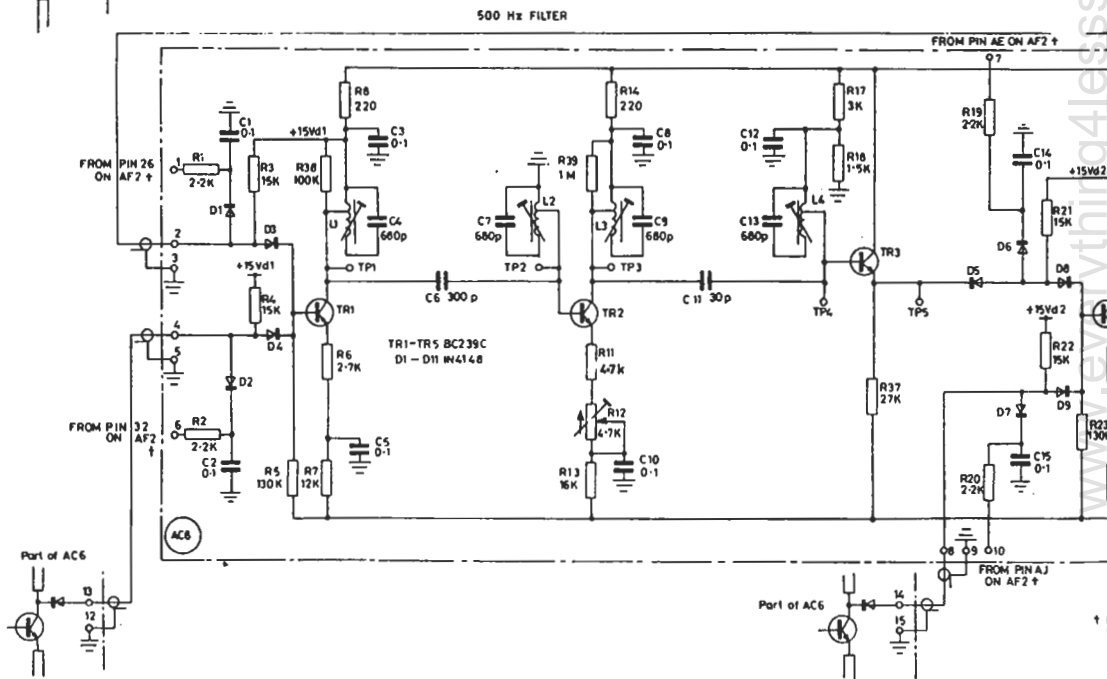 500 Hz FILTER
FROM PIN AE ON AF2 †
7
R8
220
R14
220
R17
3K
R19
2·2K
C1
0·1
C3
0·1
C8
0·1
C12
0·1
C14
0·1
+15Vd1
+15Vd2
FROM PIN 26
ON AF2 †
1
R1
2·2K
R3
15K
R38
100K
R39
1M
R18
1·5K
R21
15K
D1
L1
C4
680p
C7
680p
L2
L3
C9
680p
C13
680p
L4
2
D3
3
TR3
D6
+15Vd1
TP1
TP2
TP3
D5
D8
R4
15K
C6 300p
C11 30p
TP4
TP5
+15Vd2
4
D4
5
TR1
TR2
TR1-TR5 BC239C
D1 - D11 IN4148
R22
15K
D2
R6
2·7K
R11
4·7k
R37
27K
D7
D9
FROM PIN 32
ON AF2
†
6
R2
2·2K
R12
4·7K
R23
130K
C2
0·1
C5
0·1
C10
0·1
C15
0·1
R5
130K
R7
12K
R13
16K
R20
2·2K
AC8
8
9
10
FROM PIN AJ
ON AF2 †
Part of AC6
13
12
Part of AC6
14
15
†
www.everything4less